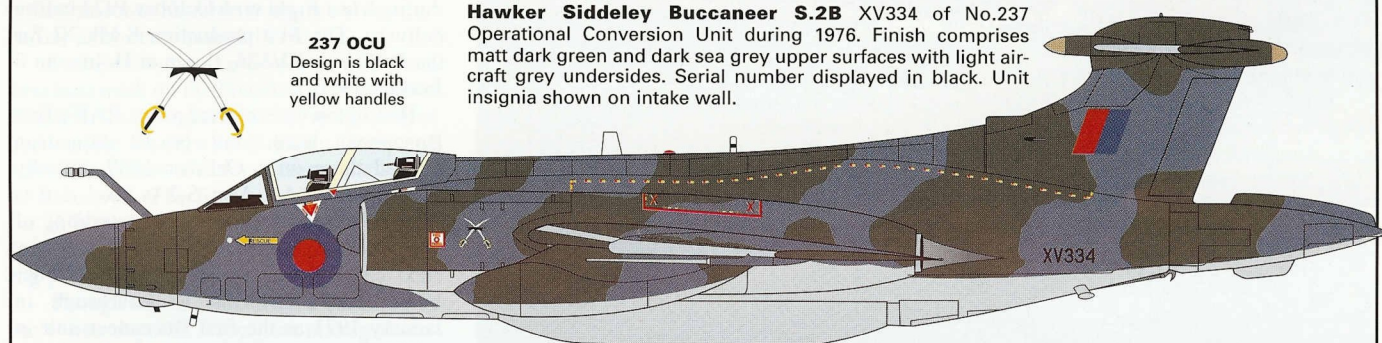 237 OCU
Design is black
and white with
yellow handles
Hawker Siddeley Buccaneer S.2B XV334 of No.237
Operational Conversion Unit during 1976. Finish comprises
matt dark green and dark sea grey upper surfaces with light air-
craft grey undersides. Serial number displayed in black. Unit
insignia shown on intake wall.
RESCUE
X X
XV334